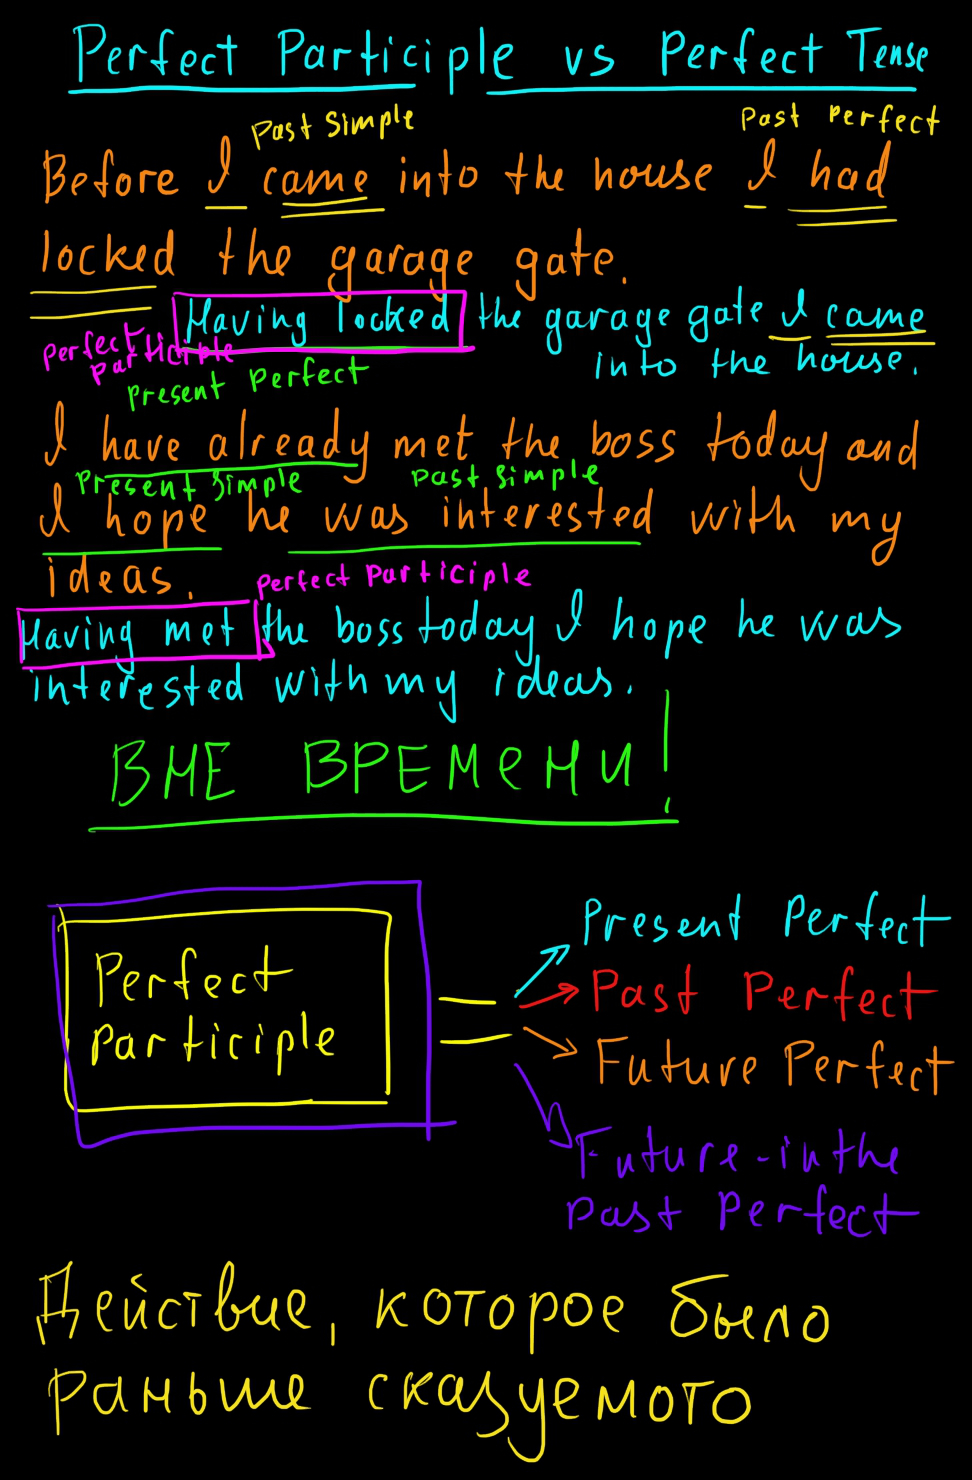 Perfect Participle vs Perfect Tense
Past Simple Past Perfect
Before I came into the house I had
locked the garage gate.
Having locked the garage gate I came
into the house.
perfect
participle
present perfect
I have already met the boss today and
Present Simple Past Simple
I hope he was interested with my
ideas.
perfect participle
Having met the boss today I hope he was
interested with my ideas.
ВНЕ ВРЕМЕНИ!
Perfect
participle
=
Present Perfect
Past Perfect
Future Perfect
Future-in the
past perfect
Действие, которое было
раньше сказуемого